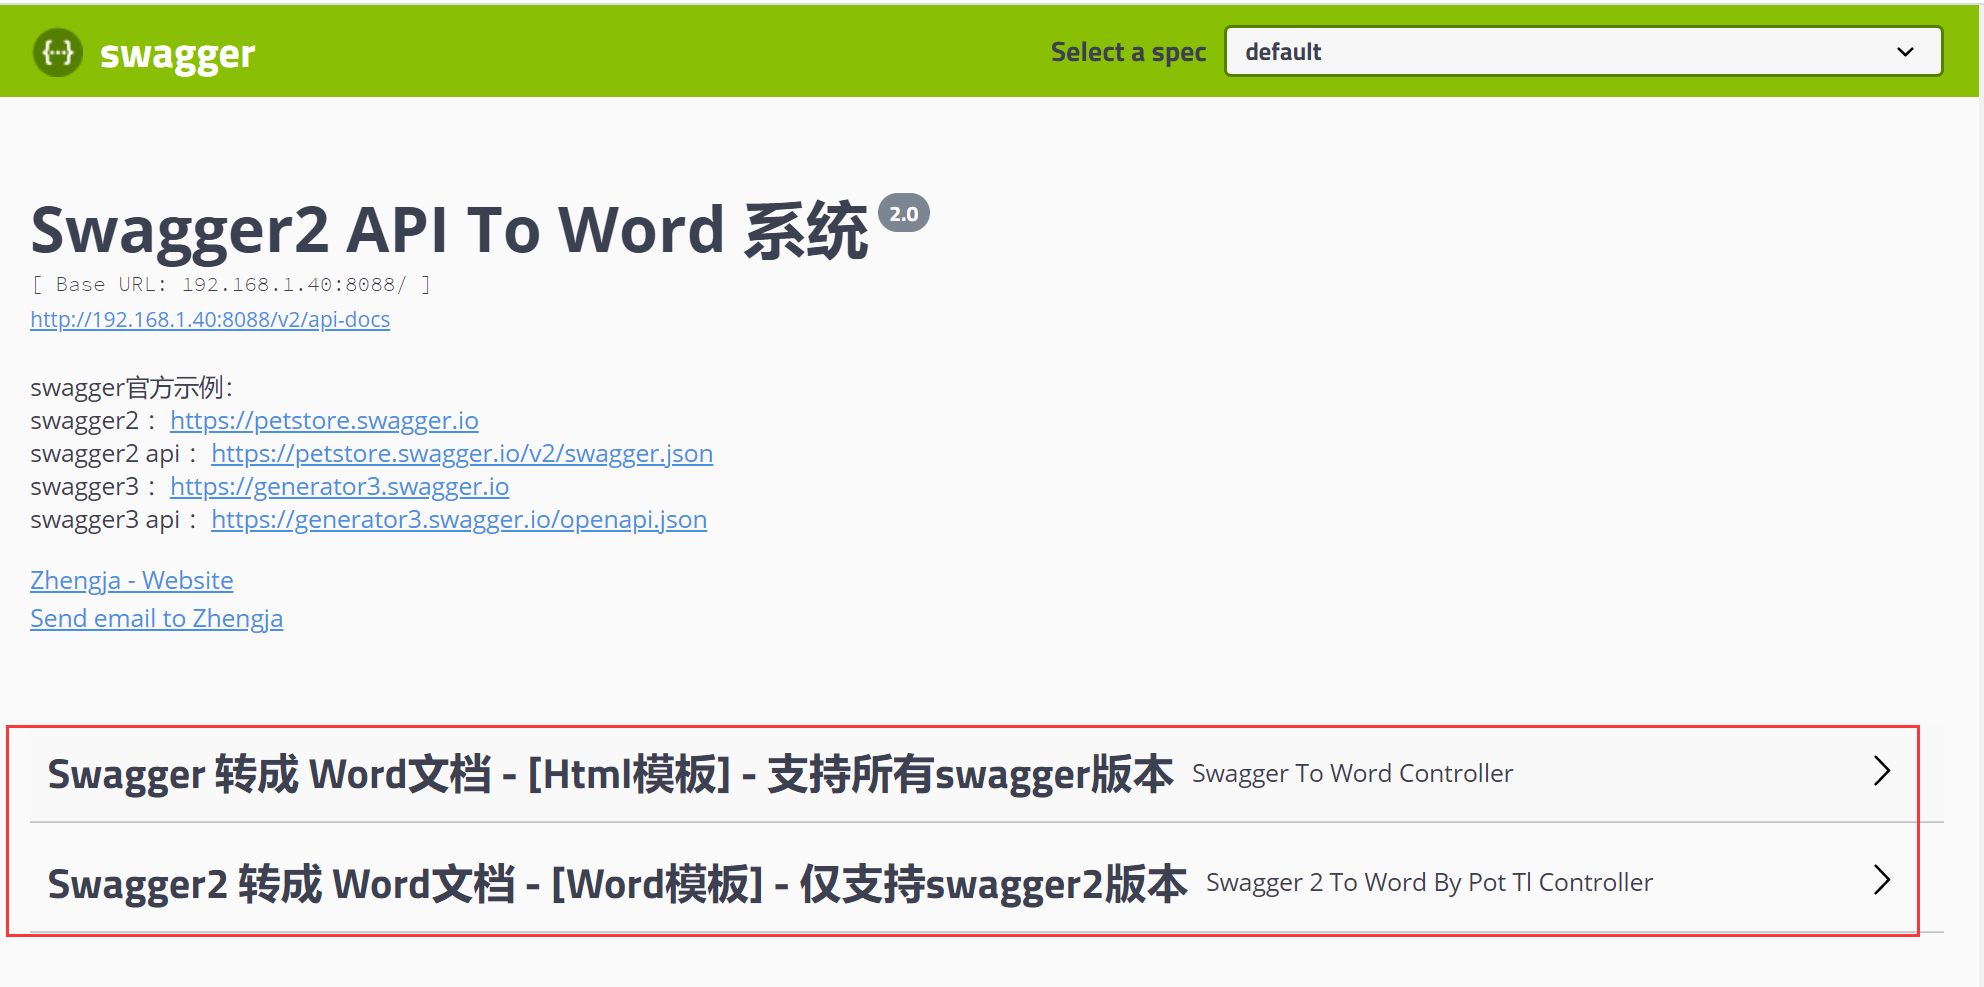 {···} swagger
Select a spec default
Swagger2 API To Word 系统 2.0
[ Base URL: 192.168.1.40:8088/ ]
http://192.168.1.40:8088/v2/api-docs
swagger官方示例：
swagger2 ： https://petstore.swagger.io
swagger2 api ： https://petstore.swagger.io/v2/swagger.json
swagger3 ： https://generator3.swagger.io
swagger3 api ： https://generator3.swagger.io/openapi.json
Zhengja - Website
Send email to Zhengja
Swagger 转成 Word文档 - [Html模板] - 支持所有swagger版本 Swagger To Word Controller
Swagger2 转成 Word文档 - [Word模板] - 仅支持swagger2版本 Swagger 2 To Word By Pot Tl Controller